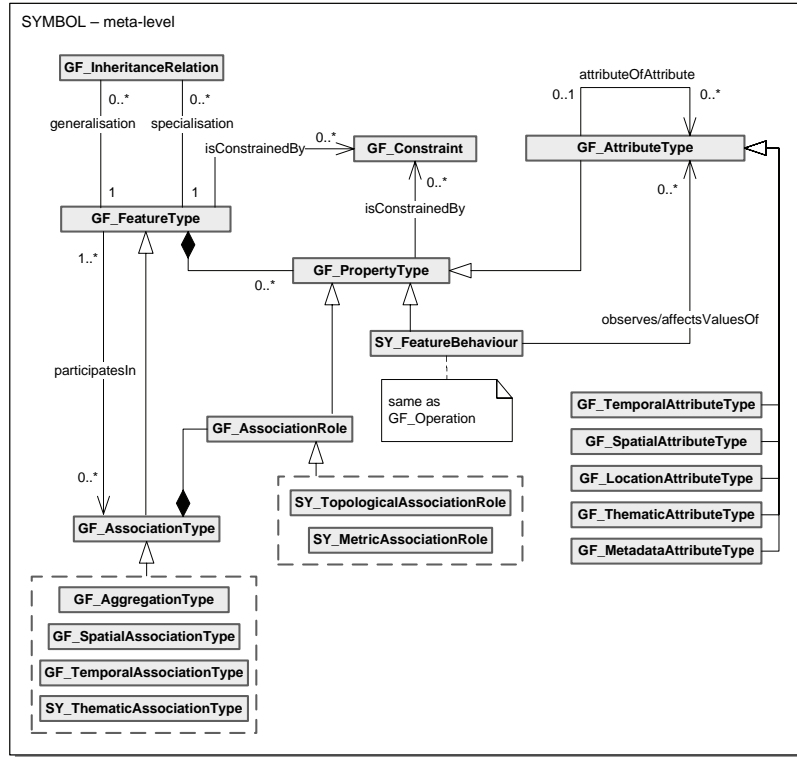 SYMBOL – meta-level
GF_InheritanceRelation
attributeOfAttribute
0..*
0..*
0..1
0..*
generalisation
specialisation
0..*
isConstrainedBy
GF_Constraint
GF_AttributeType
0..*
0..*
1
1
isConstrainedBy
GF_FeatureType
1..*
0..*
GF_PropertyType
observes/affectsValuesOf
SY_FeatureBehaviour
participatesIn
same as
GF_Operation
GF_TemporalAttributeType
GF_AssociationRole
GF_SpatialAttributeType
0..*
GF_LocationAttributeType
SY_TopologicalAssociationRole
GF_ThematicAttributeType
GF_AssociationType
SY_MetricAssociationRole
GF_MetadataAttributeType
GF_AggregationType
GF_SpatialAssociationType
GF_TemporalAssociationType
SY_ThematicAssociationType